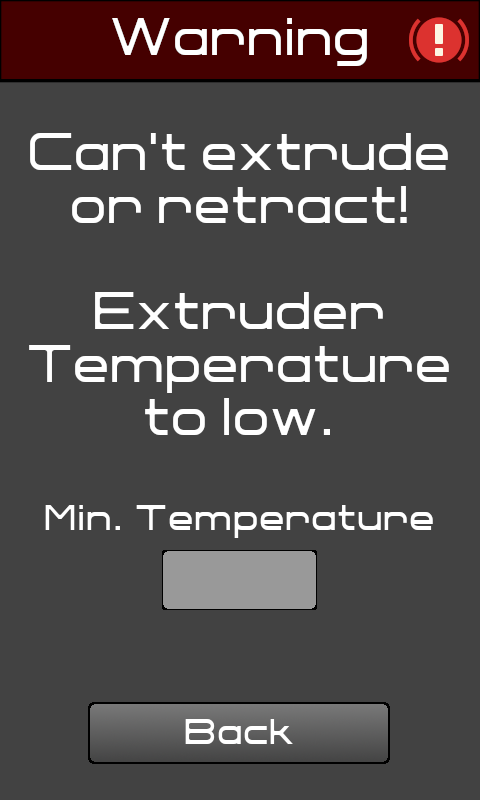 Warning
Can't extrude
or retract!
Extruder
Temperature
to low.
Min. Temperature
Back